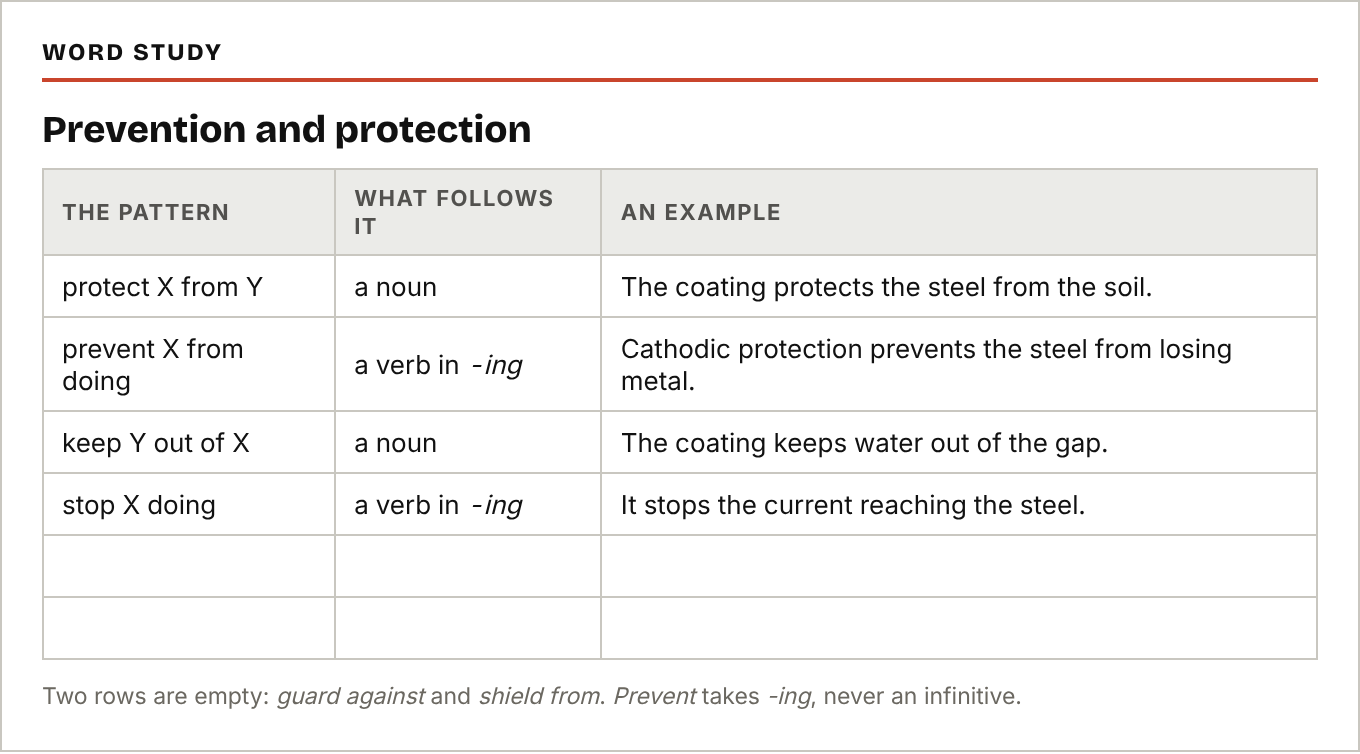 WORD STUDY
Prevention and protection
THE PATTERN
WHAT FOLLOWS
IT
AN EXAMPLE
protect X from Y
a noun
The coating protects the steel from the soil.
prevent X from
doing
a verb in -ing
Cathodic protection prevents the steel from losing
metal.
keep Y out of X
a noun
The coating keeps water out of the gap.
stop X doing
a verb in -ing
It stops the current reaching the steel.
Two rows are empty: guard against and shield from. Prevent takes -ing, never an infinitive.